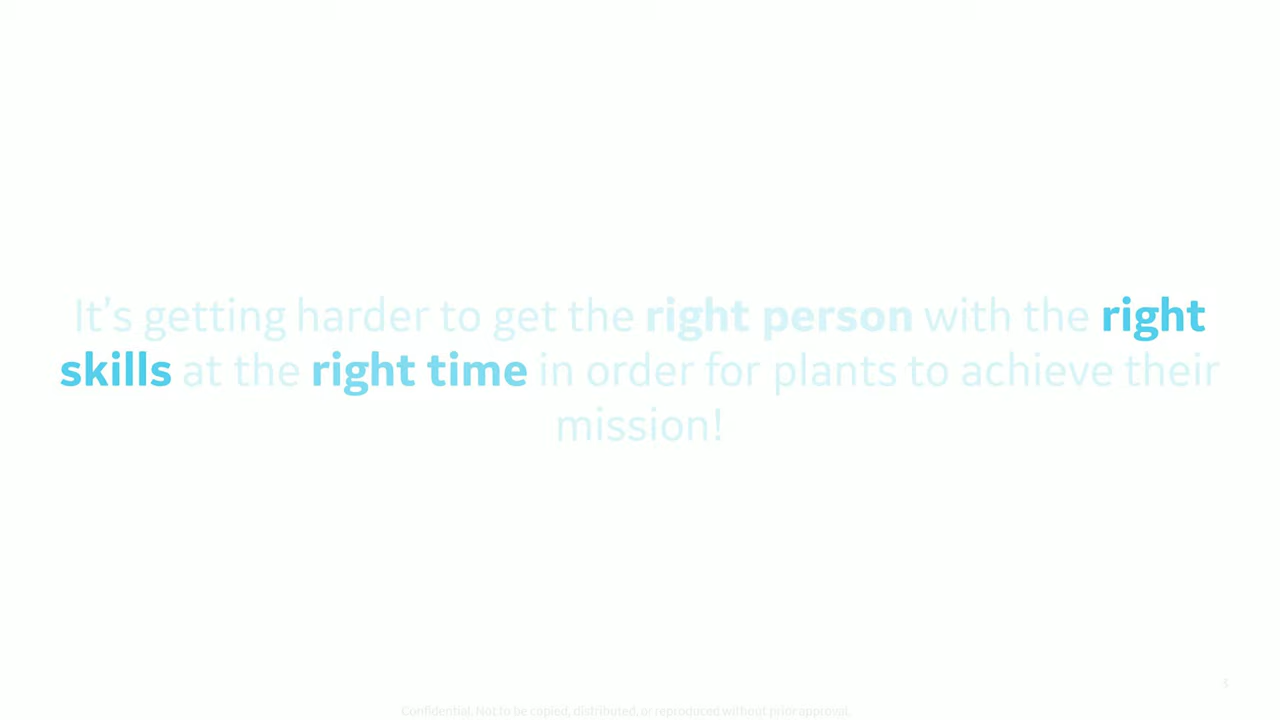 It's getting harder to get the right person with the right
skills at the right time in order for plants to achieve their
mission!
3
Confidential. Not to be copied, distributed, or reproduced without prior approval.